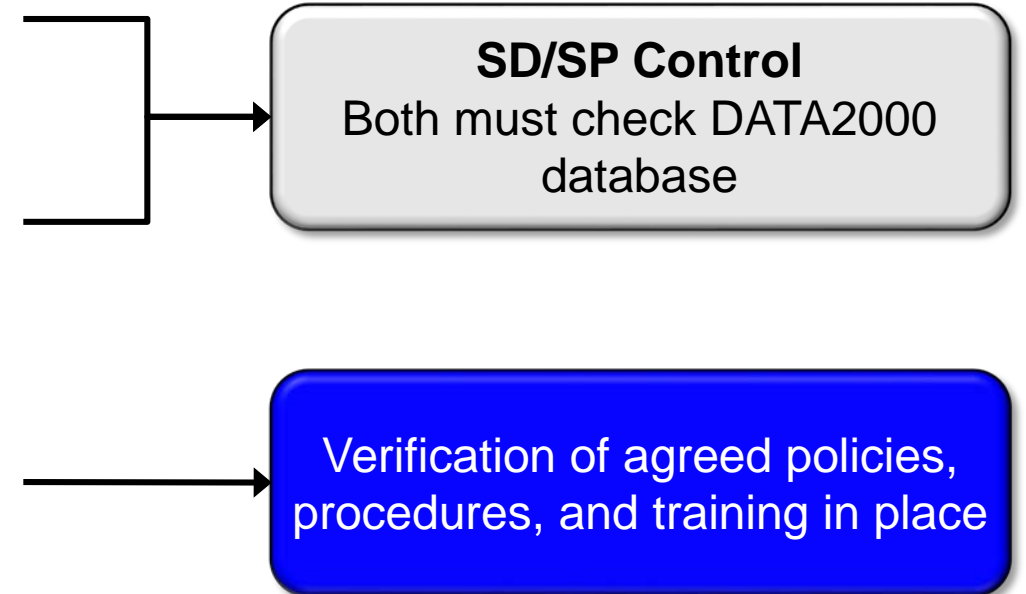 SD/SP Control
Both must check DATA2000
database
Verification of agreed policies,
procedures, and training in place